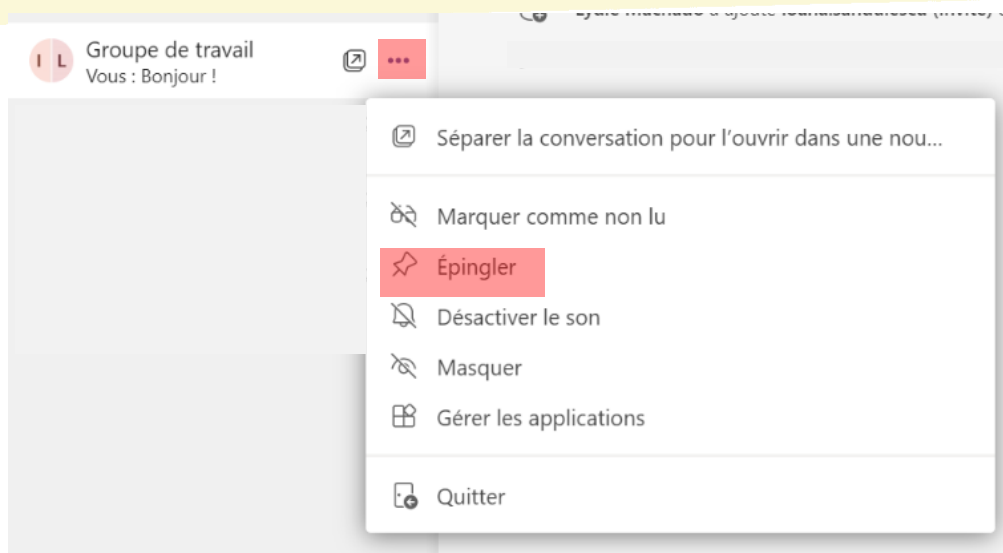 a ajouté
I L
Groupe de travail
Vous : Bonjour !
Séparer la conversation pour l’ouvrir dans une nou...
Marquer comme non lu
Épingler
Désactiver le son
Masquer
Gérer les applications
Quitter